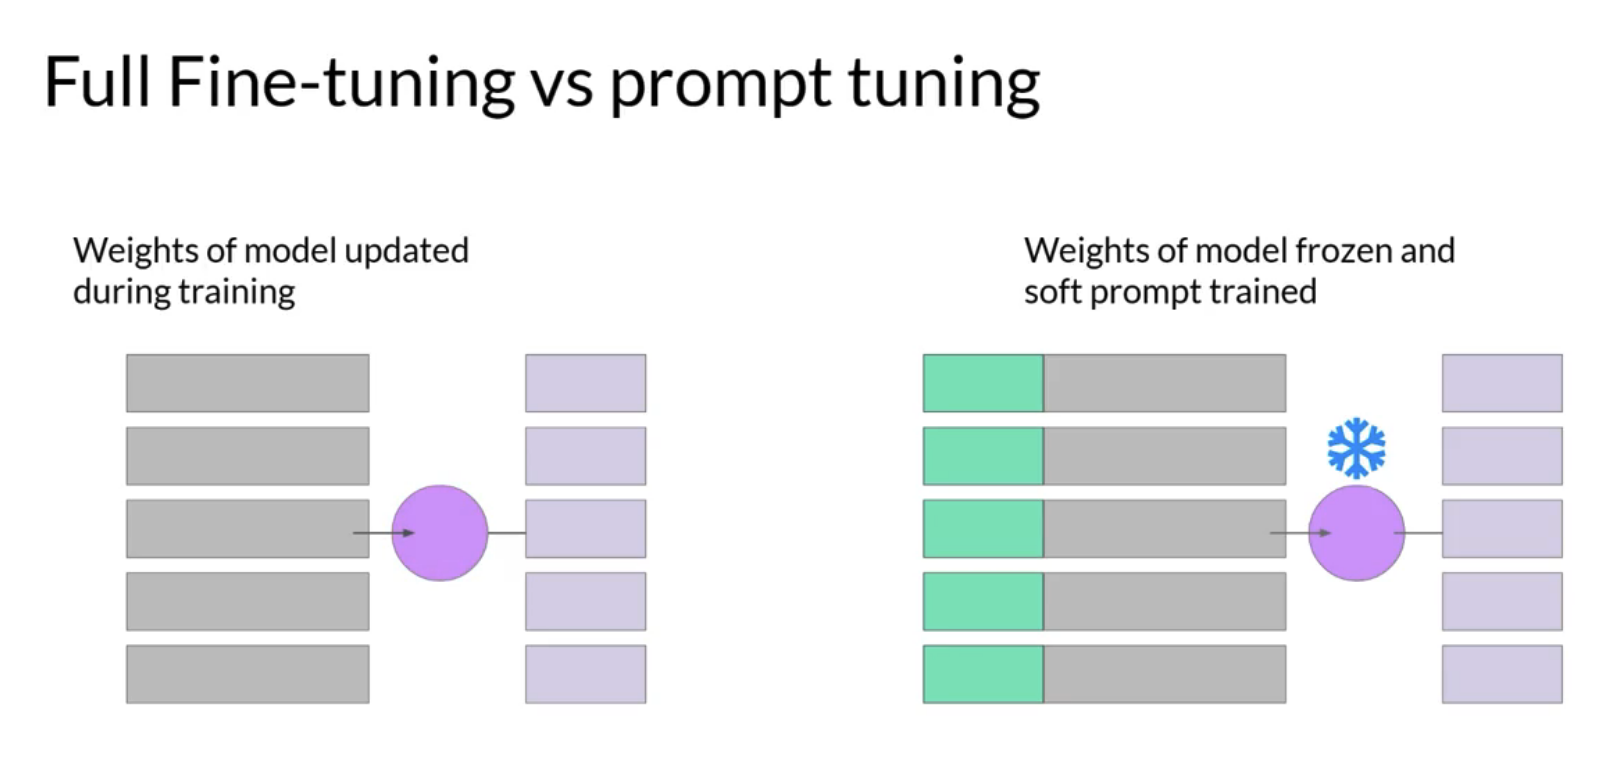 Full Fine-tuning vs prompt tuning
Weights of model updated
during training
Weights of model frozen and
soft prompt trained